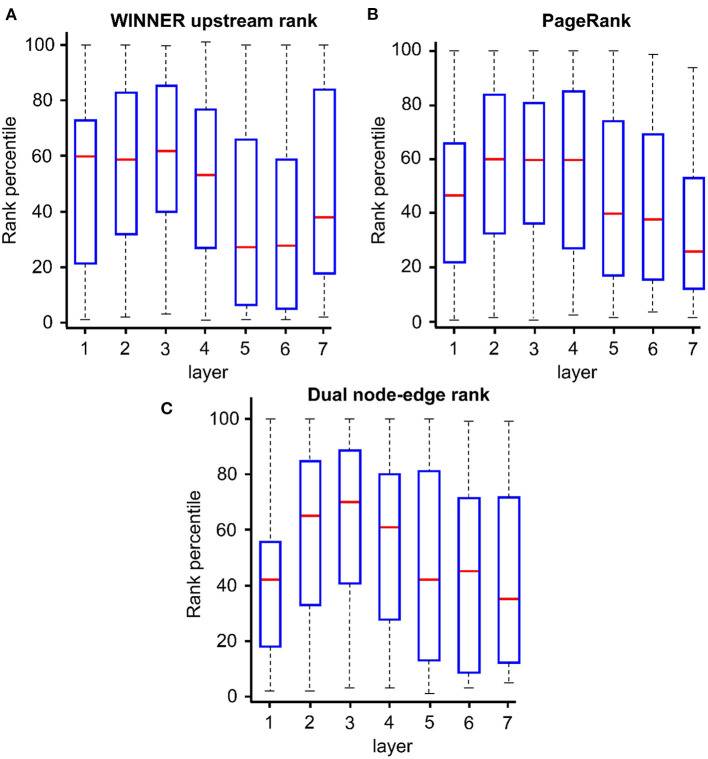 A
WINNER upstream rank
Rank percentile
100
80
60
40
20
0
1 2 3 4 5 6 7
layer
B
PageRank
Rank percentile
100
80
60
40
20
0
1 2 3 4 5 6 7
layer
C
Dual node-edge rank
Rank percentile
100
80
60
40
20
0
1 2 3 4 5 6 7
layer